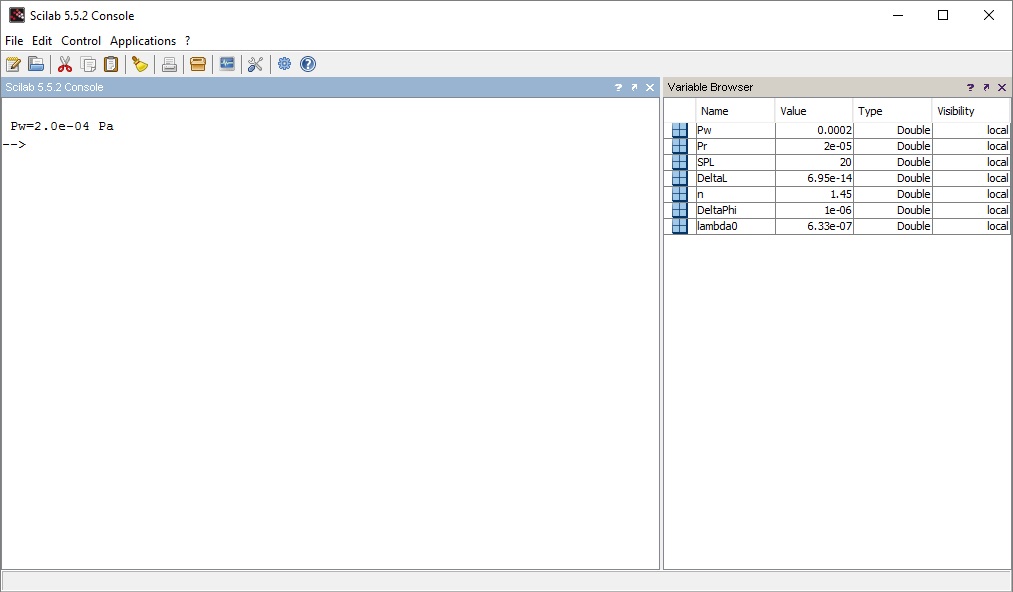 Scilab 5.5.2 Console
File Edit Control Applications ?
Scilab 5.5.2 Console ?
Pw=2.0e-04 Pa
-->
Variable Browser ?
Name Value Type Visibility
Pw 0.0002 Double local
Pr 2e-05 Double local
SPL 20 Double local
DeltaL 6.95e-14 Double local
n 1.45 Double local
DeltaPhi 1e-06 Double local
lambda0 6.33e-07 Double local